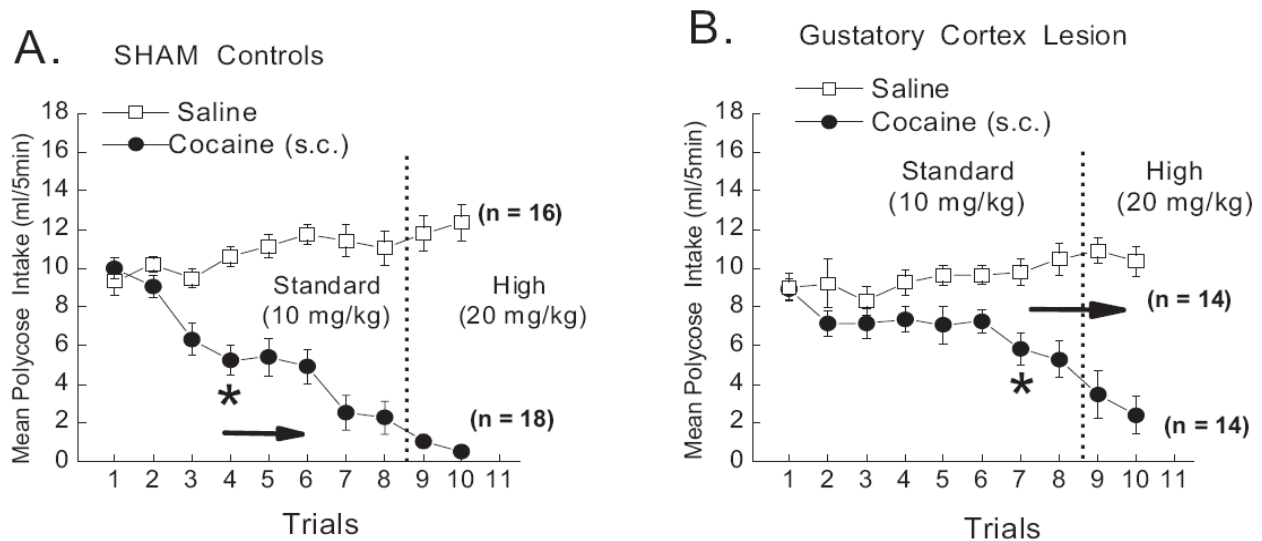 A. SHAM Controls
Saline
Cocaine (s.c.)
Mean Polycose Intake (ml/5min)
18
16
14
12
10
8
6
4
2
0
(n = 16)
Standard
(10 mg/kg)
High
(20 mg/kg)
*
(n = 18)
1 2 3 4 5 6 7 8 9 10 11
Trials
B. Gustatory Cortex Lesion
Saline
Cocaine (s.c.)
Mean Polycose Intake (ml/5min)
18
16
14
12
10
8
6
4
2
0
Standard
(10 mg/kg)
High
(20 mg/kg)
(n = 14)
*
(n = 14)
1 2 3 4 5 6 7 8 9 10 11
Trials